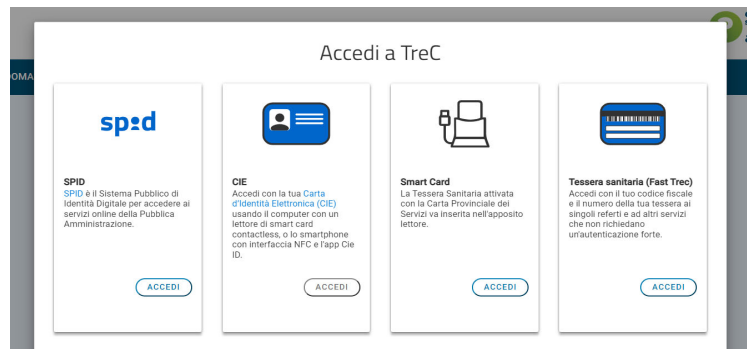 Accedi a TreC
DOMA
spid
SPID
SPID è il Sistema Pubblico di
Identità Digitale per accedere ai
servizi online della Pubblica
Amministrazione.
ACCEDI
CIE
Accedi con la tua Carta
d'Identità Elettronica (CIE)
usando il computer con un
lettore di smart card
contactless, o lo smartphone
con interfaccia NFC e l'app Cie
ID.
ACCEDI
Smart Card
La Tessera Sanitaria attivata
con la Carta Provinciale dei
Servizi va inserita nell'apposito
lettore.
ACCEDI
Tessera sanitaria (Fast Trec)
Accedi con il tuo codice fiscale
e il numero della tua tessera ai
singoli referti e ad altri servizi
che non richiedano
un'autenticazione forte.
ACCEDI